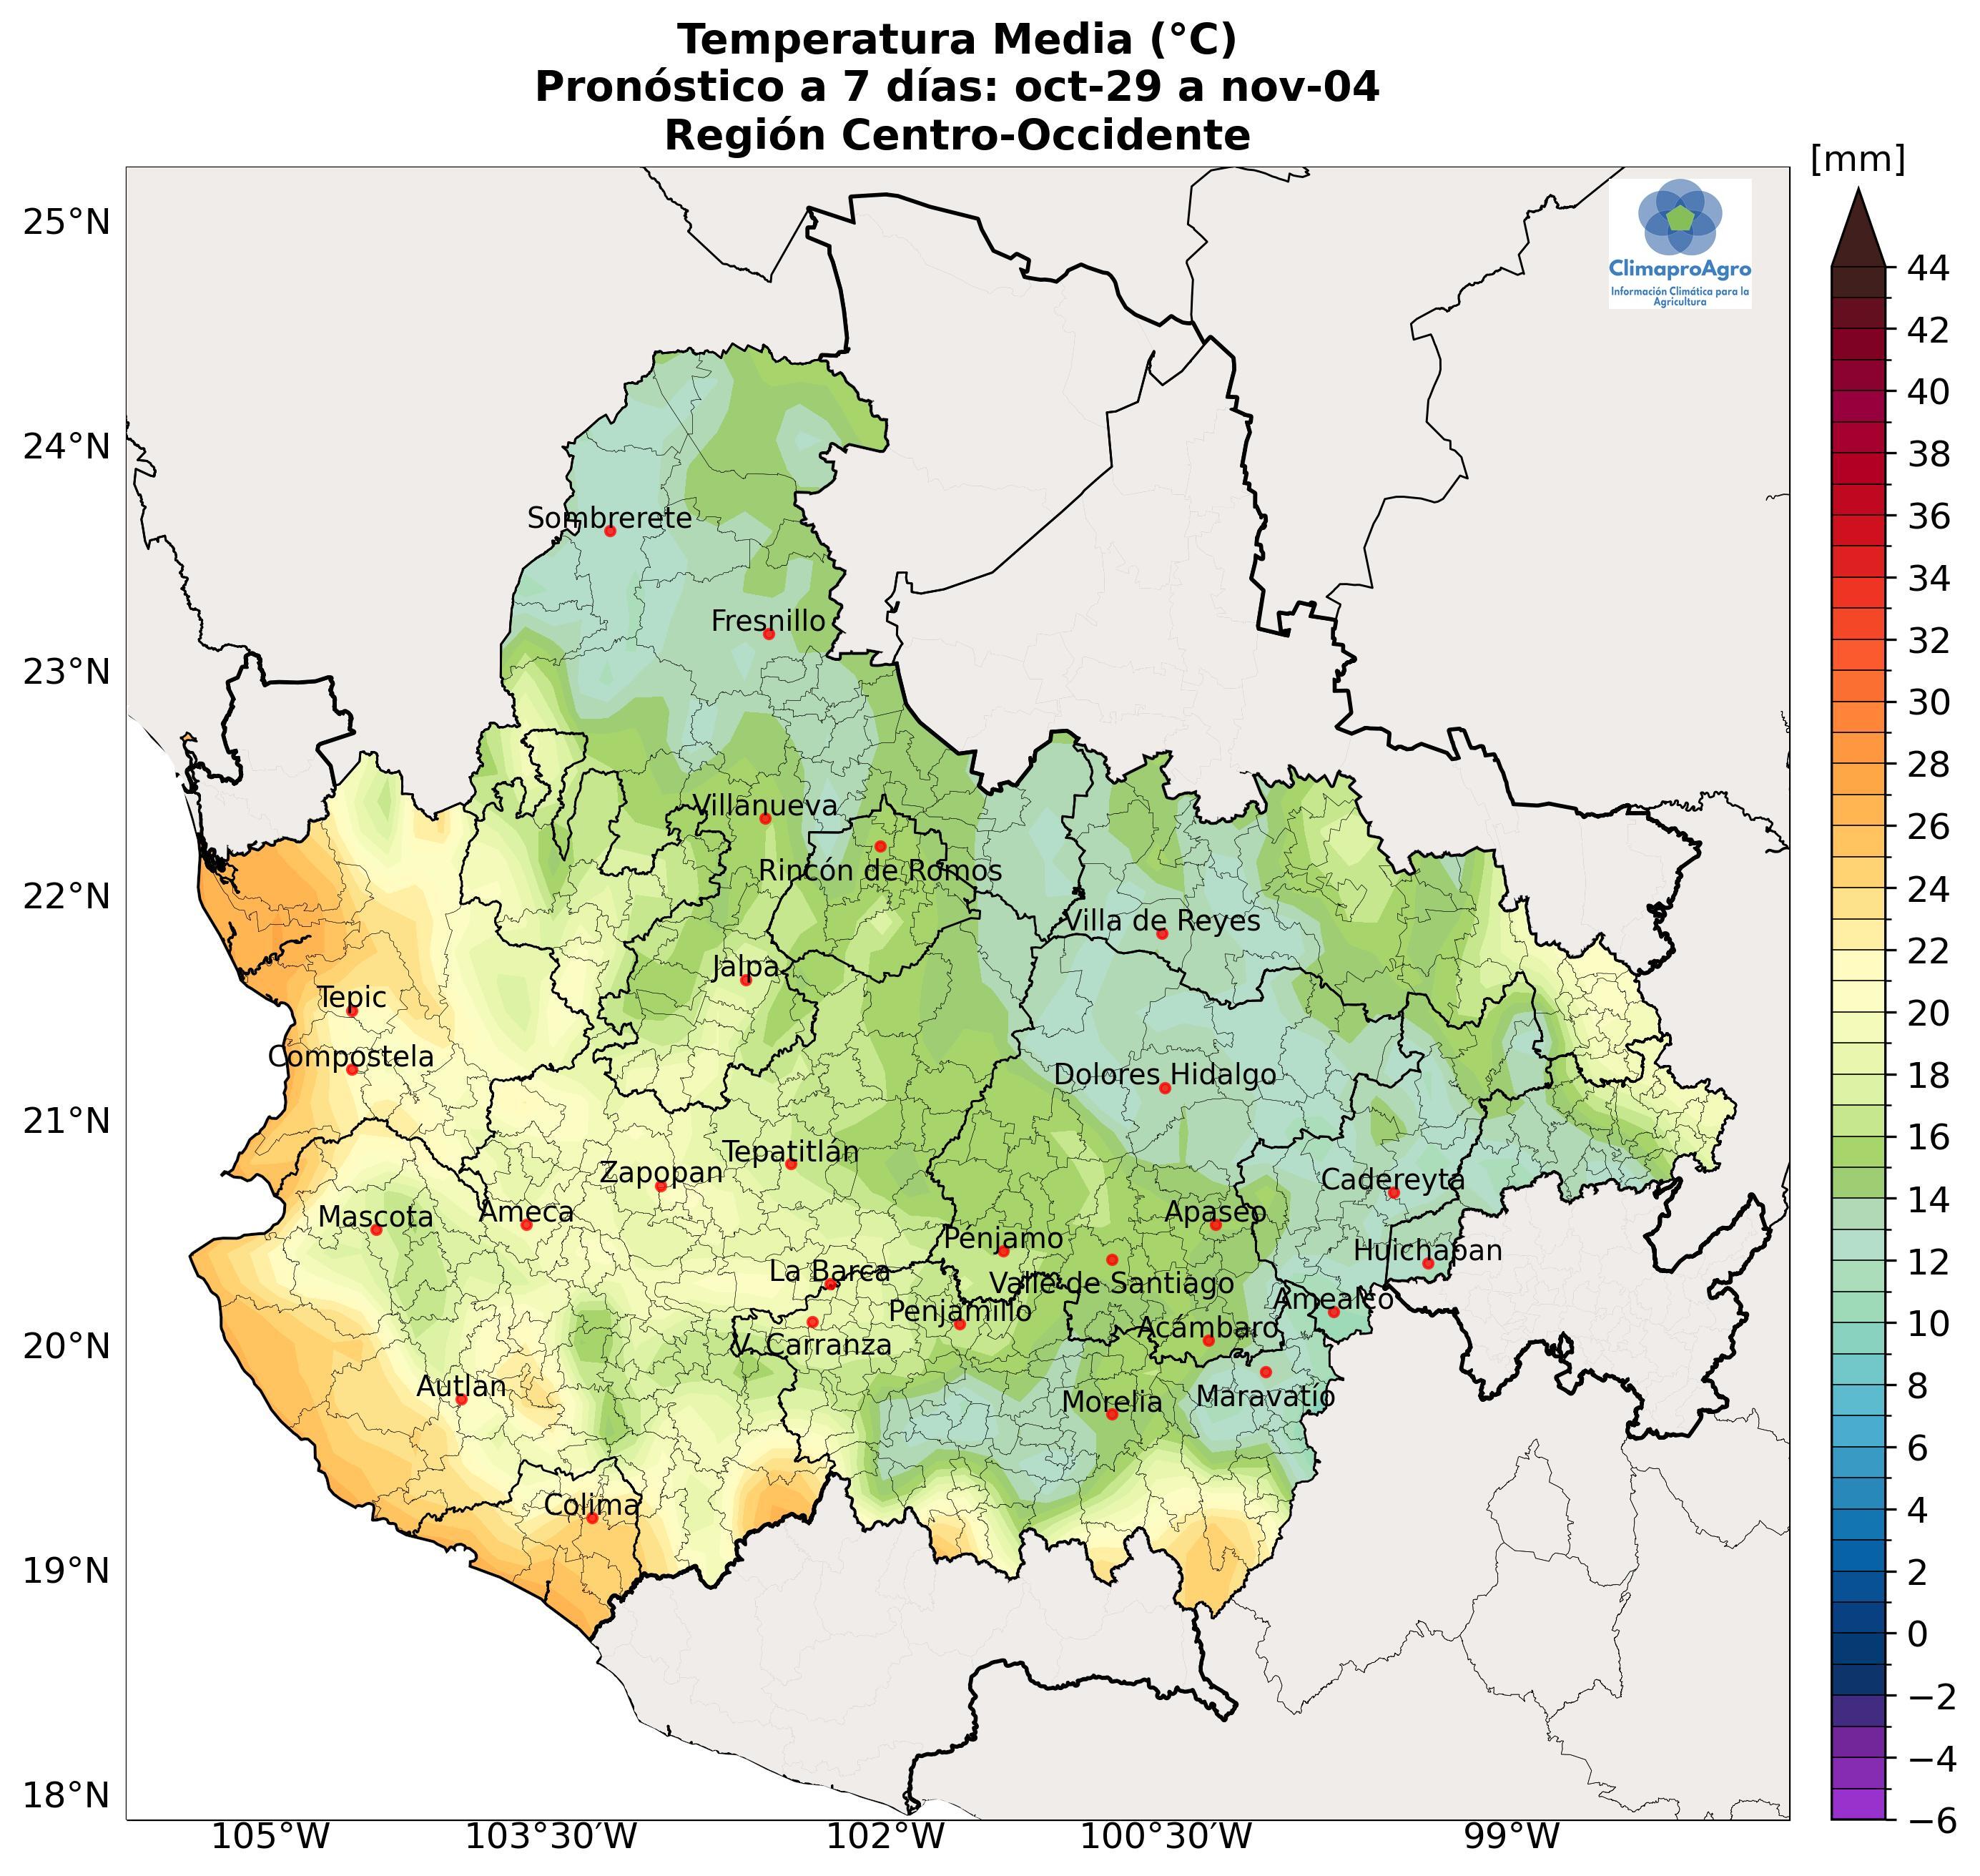 Temperatura Media (°C)
Pronóstico a 7 días: oct-29 a nov-04
Región Centro-Occidente
[mm]
ClimaproAgro
Información Climática para la
Agricultura
25°N
24°N
23°N
22°N
21°N
20°N
19°N
18°N
Sombrerete
Fresnillo
Villanueva
Rincón de Romos
Villa de Reyes
Jalpa
Tepic
Compostela
Dolores Hidalgo
Tepatitlán
Zapopan
Cadereyta
Mascota
Ameca
Apaseo
Pénjamo
Huichapan
La Barca
Valle de Santiago
Amealco
Penjamillo
Acámbaro
V. Carranza
Autlan
Morelia
Maravatío
Colima
105°W
103°30′W
102°W
100°30′W
99°W
44
42
40
38
36
34
32
30
28
26
24
22
20
18
16
14
12
10
8
6
4
2
0
−2
−4
−6